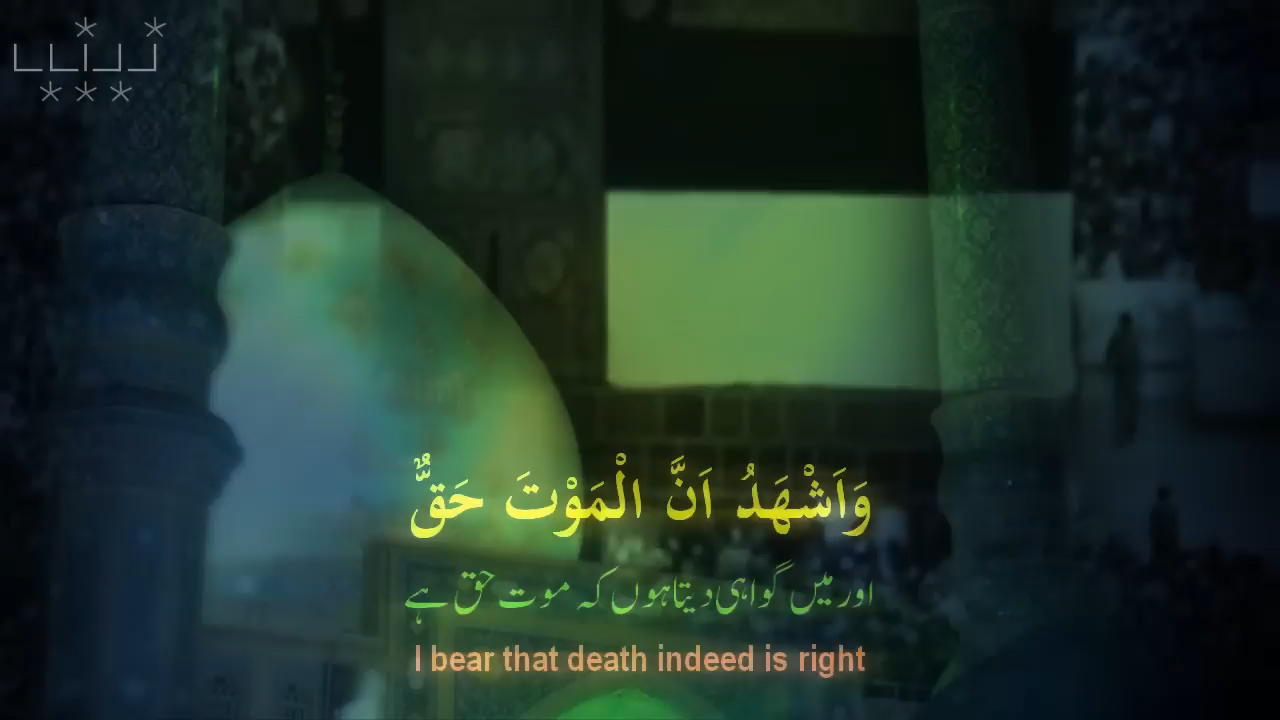 وَاَشْهَدُ اَنَّ الْمَوْتَ حَقٌّ
اور میں گواہی دیتا ہوں کہ موت حق ہے
I bear that death indeed is right